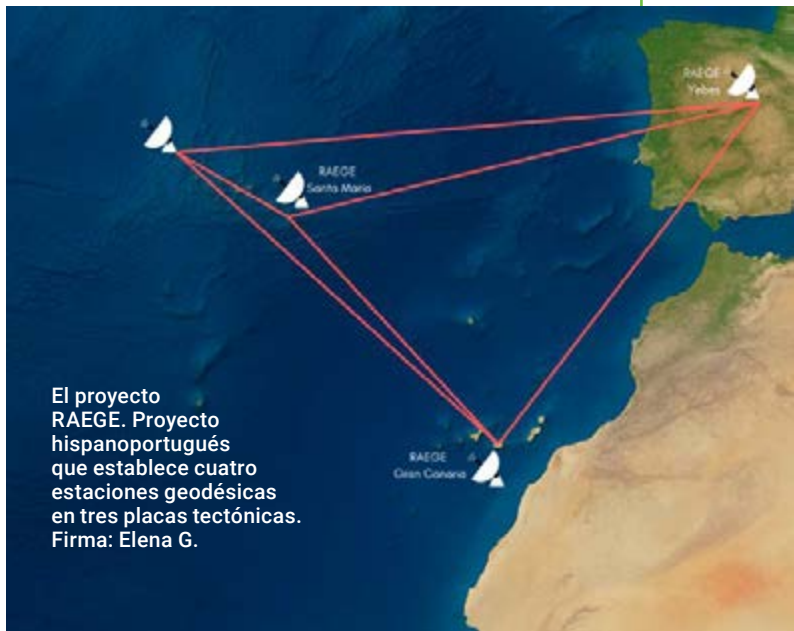 RAEGE
Yebes
RAEGE
Santa María
El proyecto
RAEGE. Proyecto
hispanoportugués
que establece cuatro
estaciones geodésicas
en tres placas tectónicas.
Firma: Elena G.
RAEGE
Gran Canaria